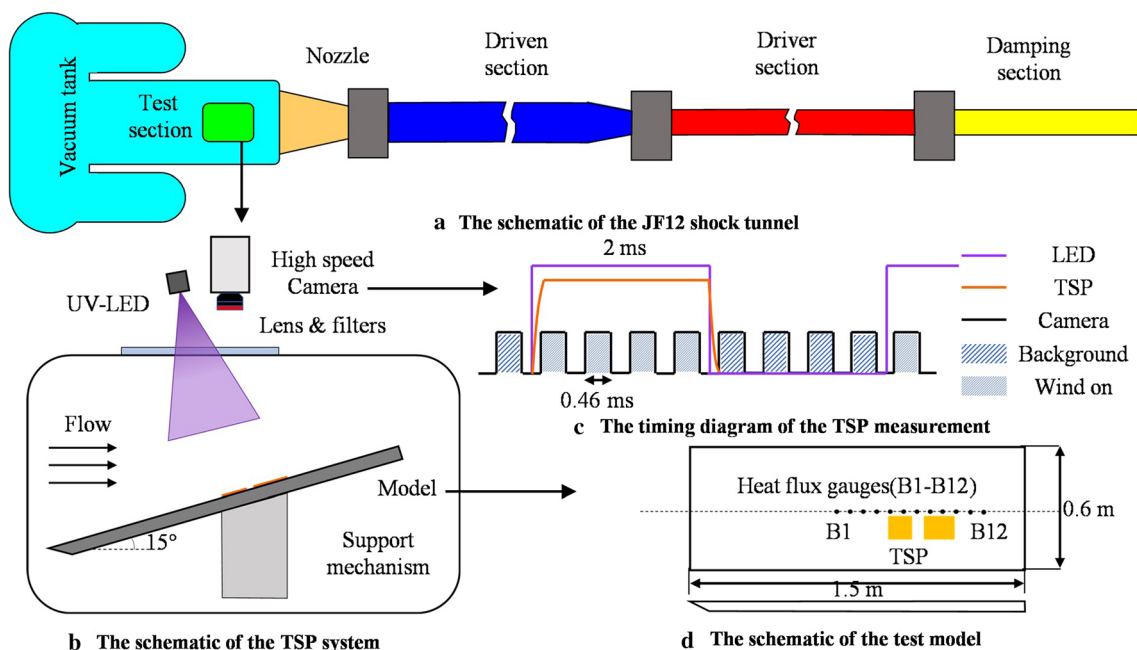 Vacuum tank
Test
section
Nozzle
Driven
section
Driver
section
Damping
section
a The schematic of the JF12 shock tunnel
High speed
Camera
UV-LED
Lens & filters
Flow
15°
Model
Support
mechanism
b The schematic of the TSP system
2 ms
0.46 ms
LED
TSP
Camera
Background
Wind on
c The timing diagram of the TSP measurement
Heat flux gauges(B1-B12)
B1
B12
TSP
0.6 m
1.5 m
d The schematic of the test model